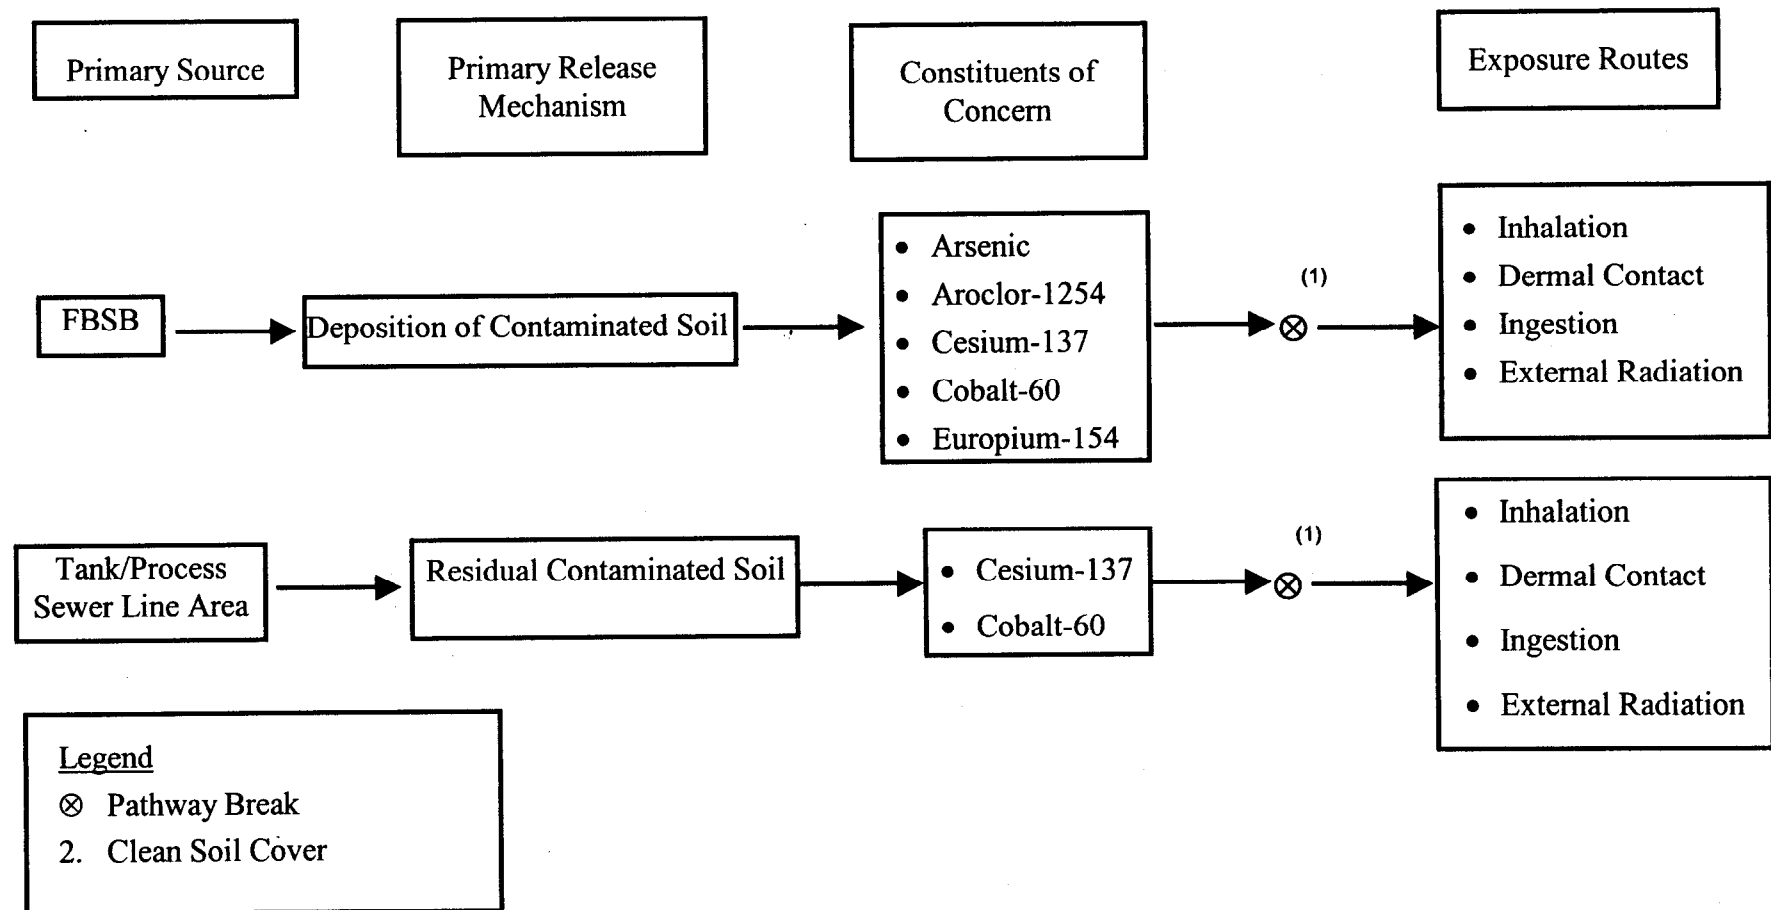 Primary Source
Primary Release
Mechanism
Constituents of
Concern
Exposure Routes
FBSB
Deposition of Contaminated Soil
• Arsenic
• Aroclor-1254
• Cesium-137
• Cobalt-60
• Europium-154
(1)
⊗
• Inhalation
• Dermal Contact
• Ingestion
• External Radiation
Tank/Process
Sewer Line Area
Residual Contaminated Soil
• Cesium-137
• Cobalt-60
(1)
⊗
• Inhalation
• Dermal Contact
• Ingestion
• External Radiation
Legend
⊗ Pathway Break
2. Clean Soil Cover